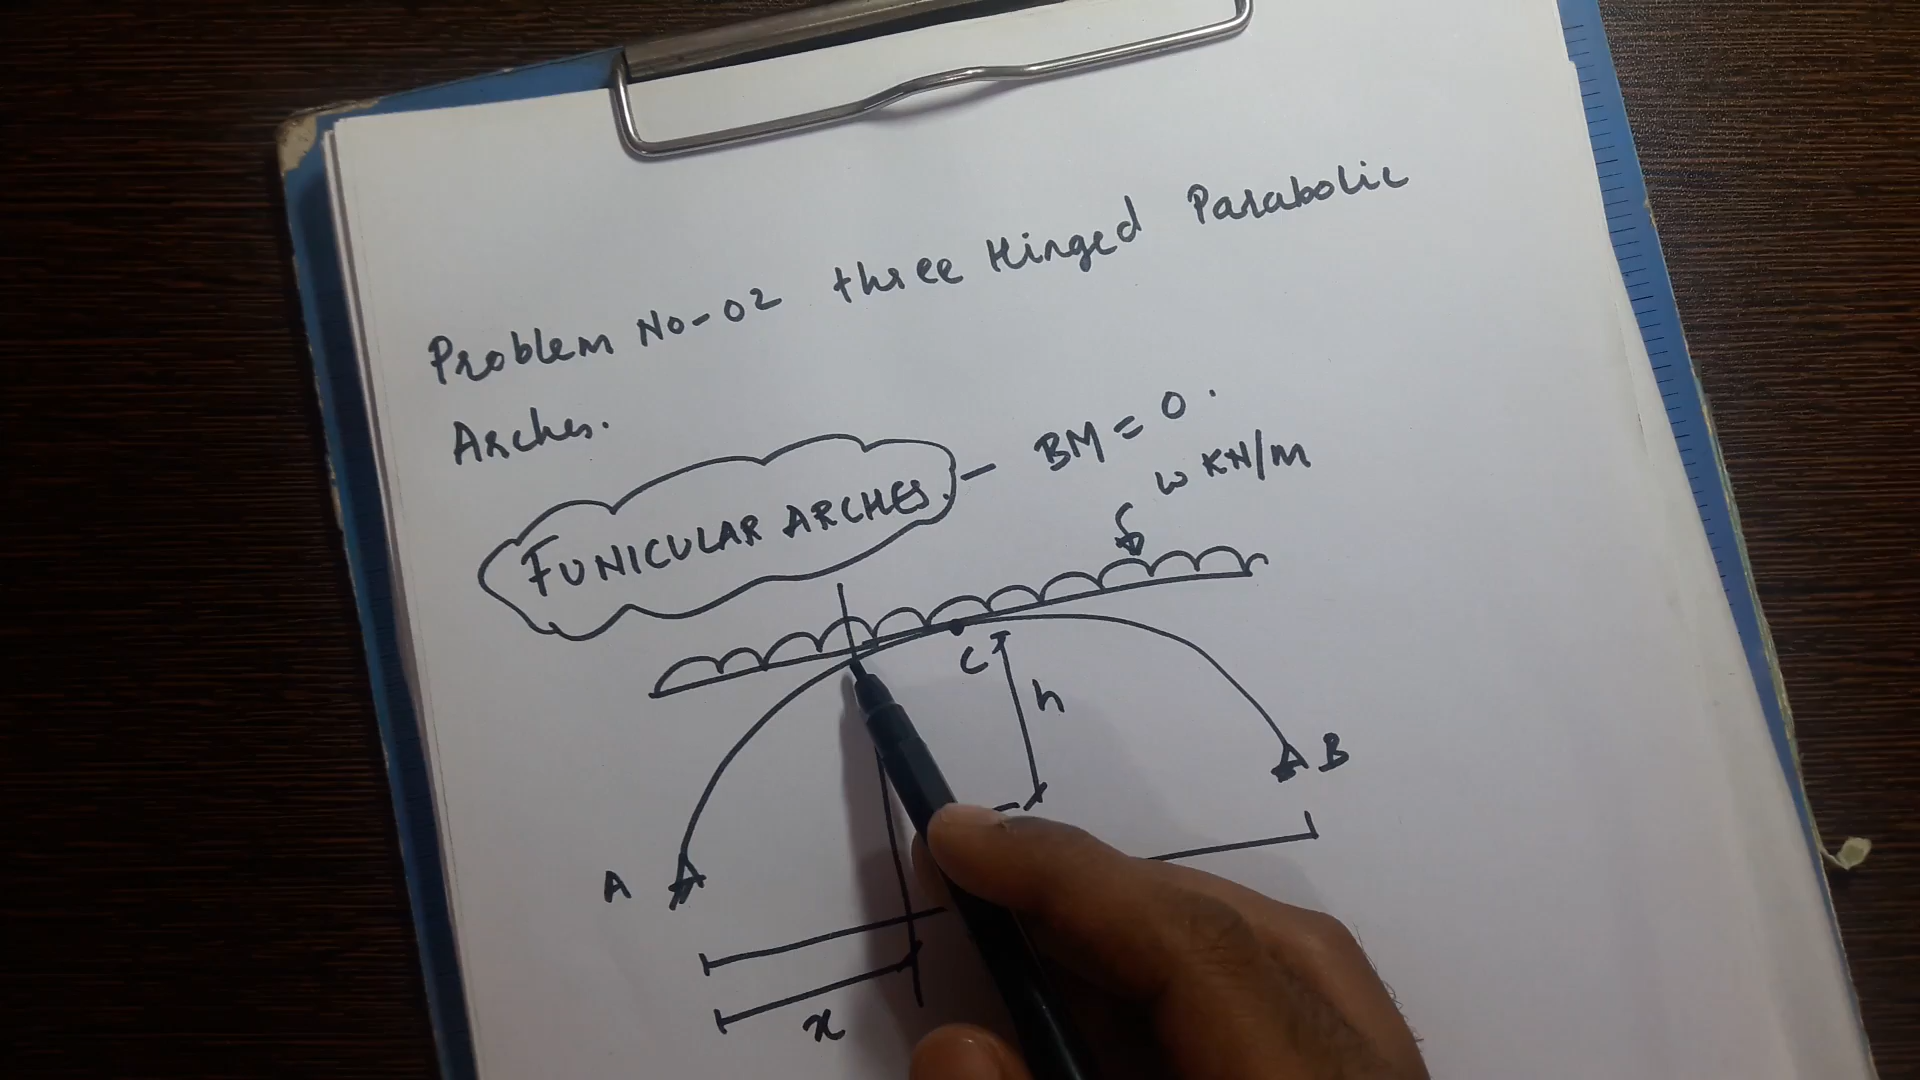 Problem No-02 three Hinged Parabolic
Arches.
FUNICULAR ARCHES. - BM = 0.
w KN/m
C
h
B
A
x